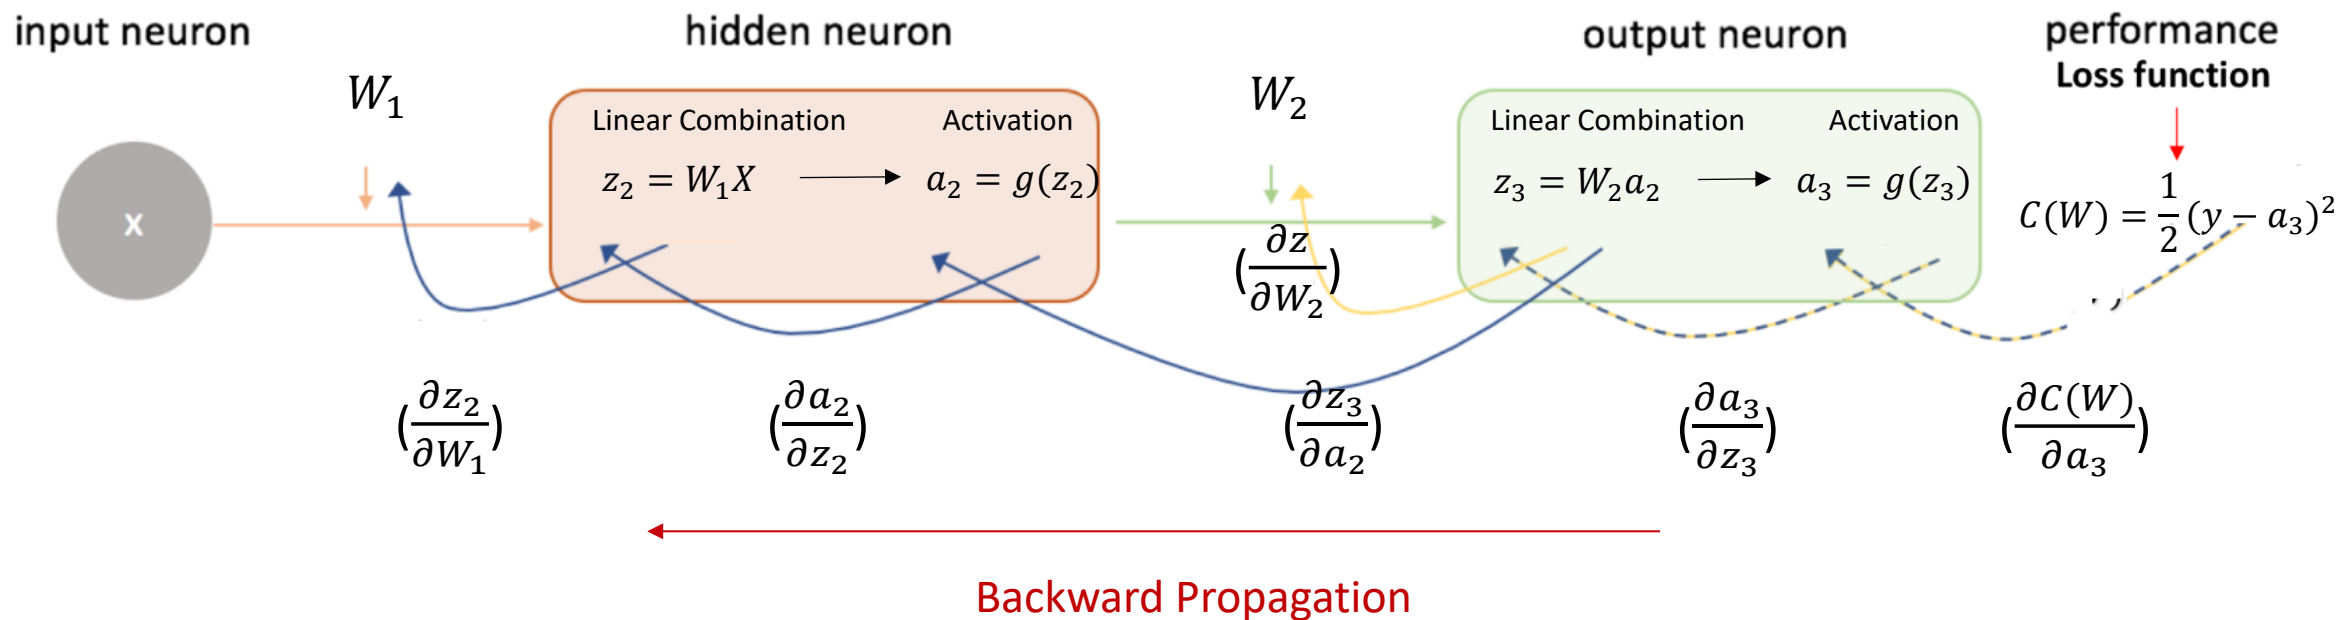 input neuron
hidden neuron
output neuron
performance
Loss function
W₁
W₂
Linear Combination
Activation
Linear Combination
Activation
x
z₂ = W₁X
a₂ = g(z₂)
z₃ = W₂a₂
a₃ = g(z₃)
C(W) = 1/2 (y − a₃)²
(∂z/∂W₂)
(∂z₂/∂W₁)
(∂a₂/∂z₂)
(∂z₃/∂a₂)
(∂a₃/∂z₃)
(∂C(W)/∂a₃)
Backward Propagation